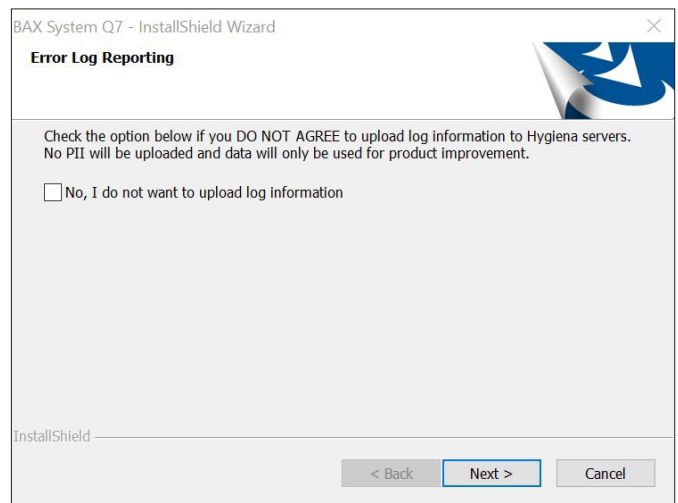 BAX System Q7 - InstallShield Wizard
Error Log Reporting
Check the option below if you DO NOT AGREE to upload log information to Hygiena servers.
No PII will be uploaded and data will only be used for product improvement.
No, I do not want to upload log information
InstallShield
< Back Next > Cancel